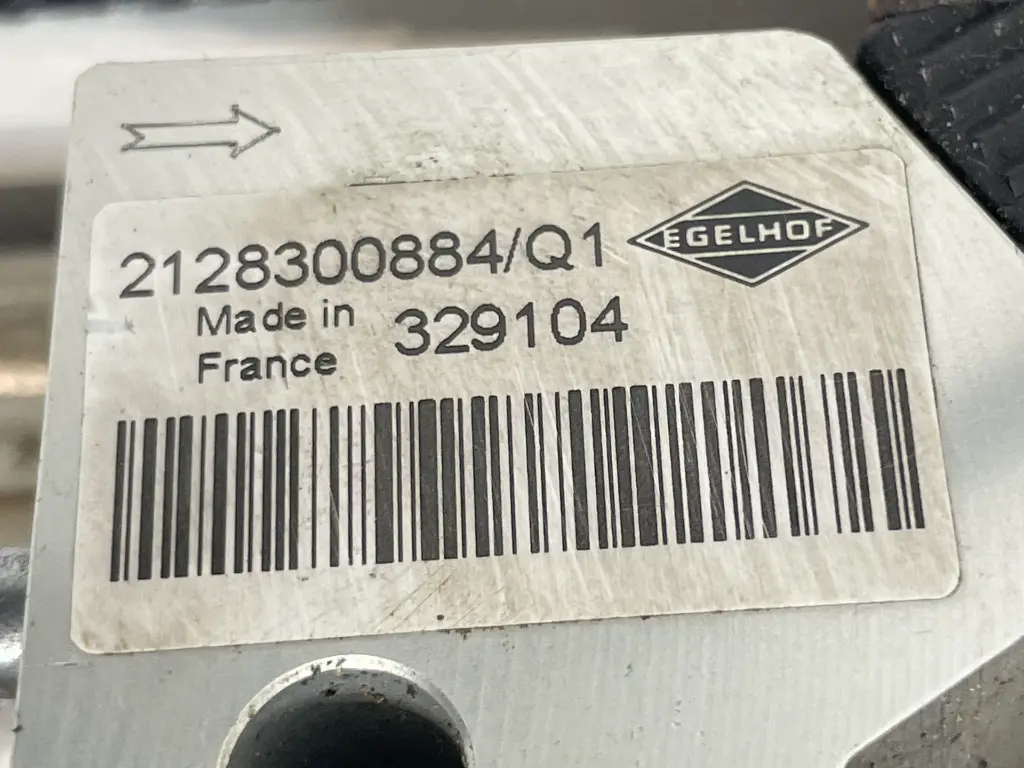 2128300884/Q1
EGELHOF
Made in
France
329104